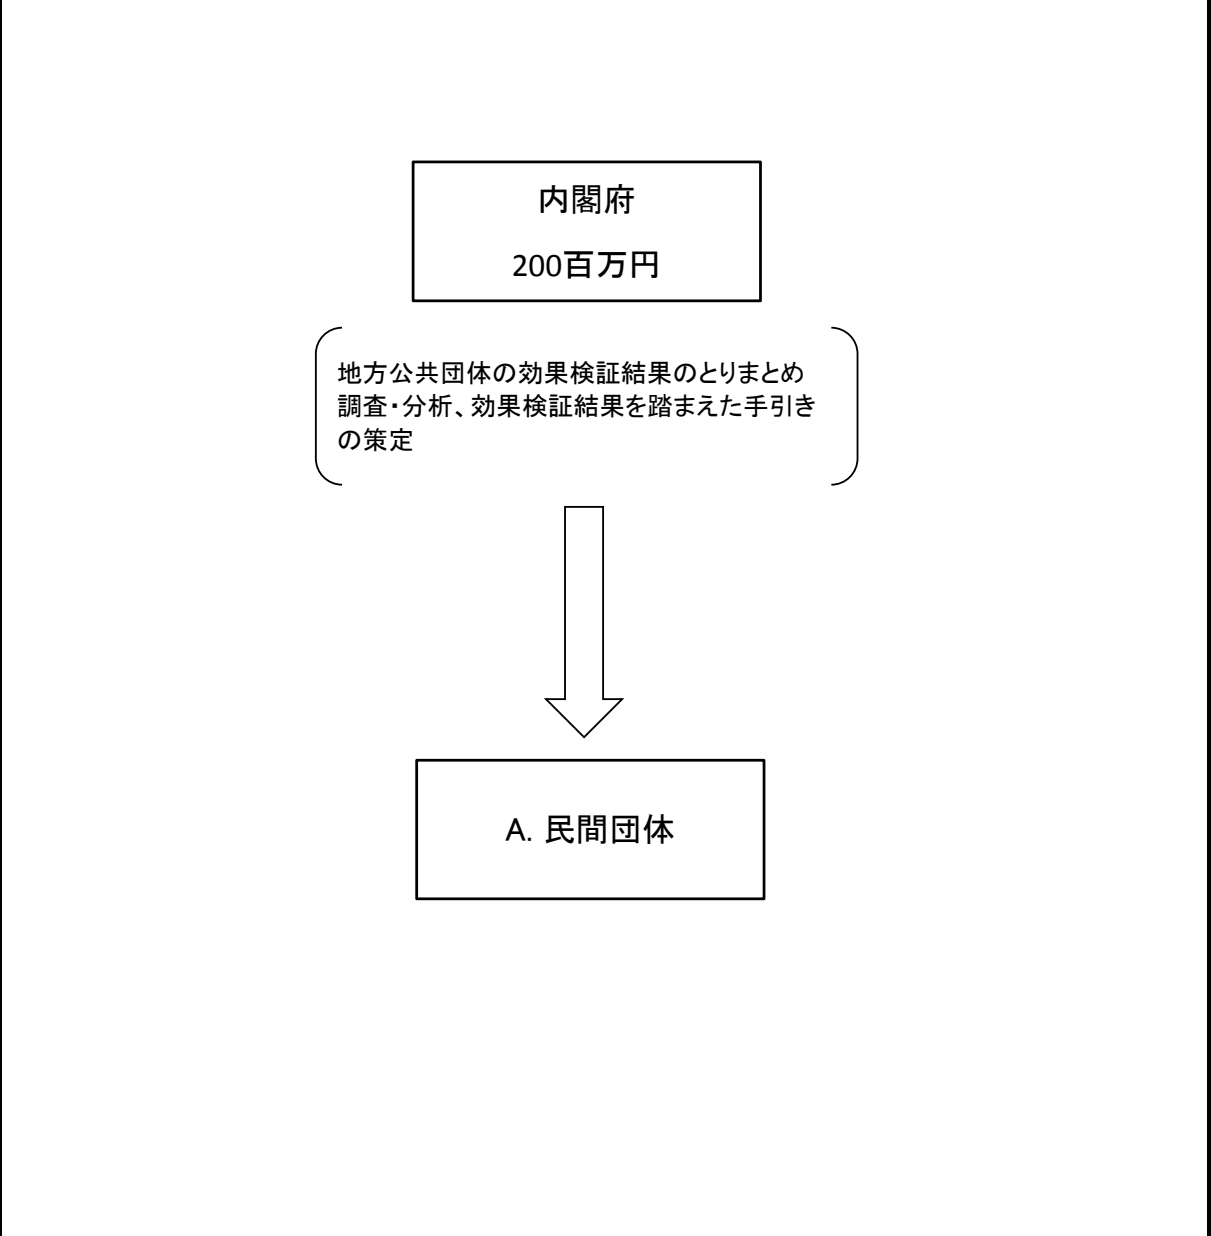 内閣府
200百万円
地方公共団体の効果検証結果のとりまとめ
調査・分析、効果検証結果を踏まえた手引き
の策定
A. 民間団体